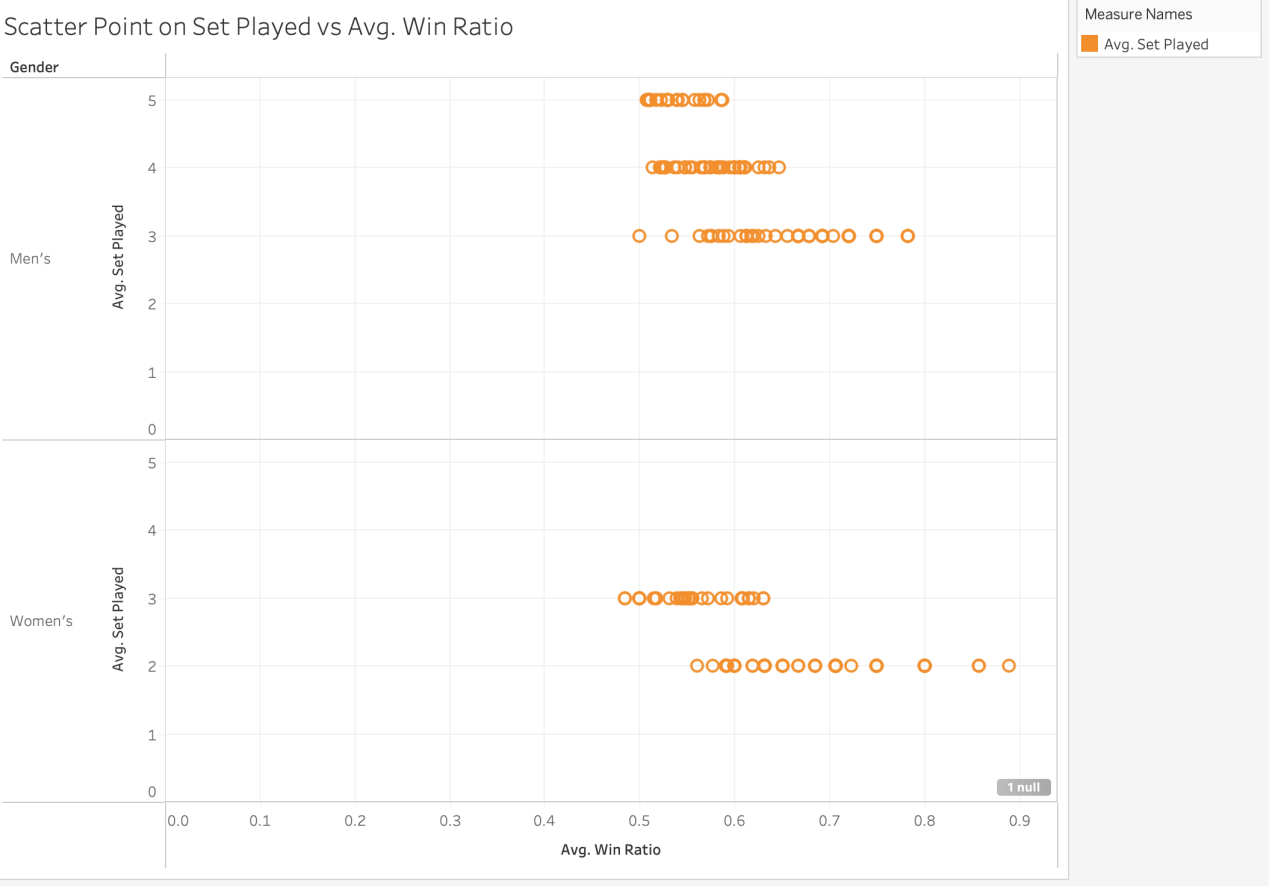 Scatter Point on Set Played vs Avg. Win Ratio
Measure Names
Avg. Set Played
Gender
Men's
Avg. Set Played
5
4
3
2
1
0
Women's
Avg. Set Played
5
4
3
2
1
0
1 null
0.0 0.1 0.2 0.3 0.4 0.5 0.6 0.7 0.8 0.9
Avg. Win Ratio